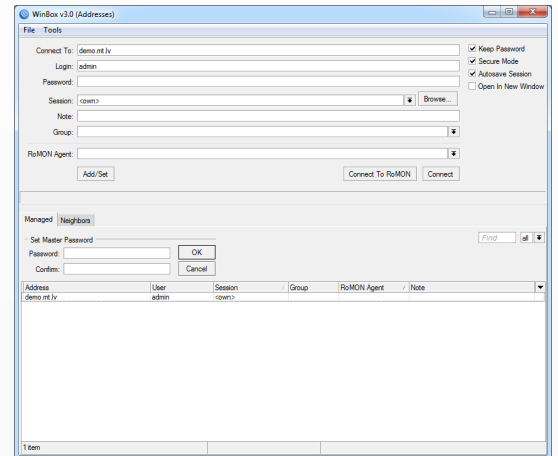 WinBox v3.0 (Addresses)
File Tools
Connect To: demo.mt.lv
Keep Password
Login: admin
Secure Mode
Password:
Autosave Session
Open In New Window
Session: <own> Browse...
Note:
Group:
RoMON Agent:
Add/Set Connect To RoMON Connect
Managed Neighbors
Set Master Password
Find all
Password: OK
Confirm: Cancel
Address User Session Group RoMON Agent Note
demo.mt.lv admin <own>
1 item